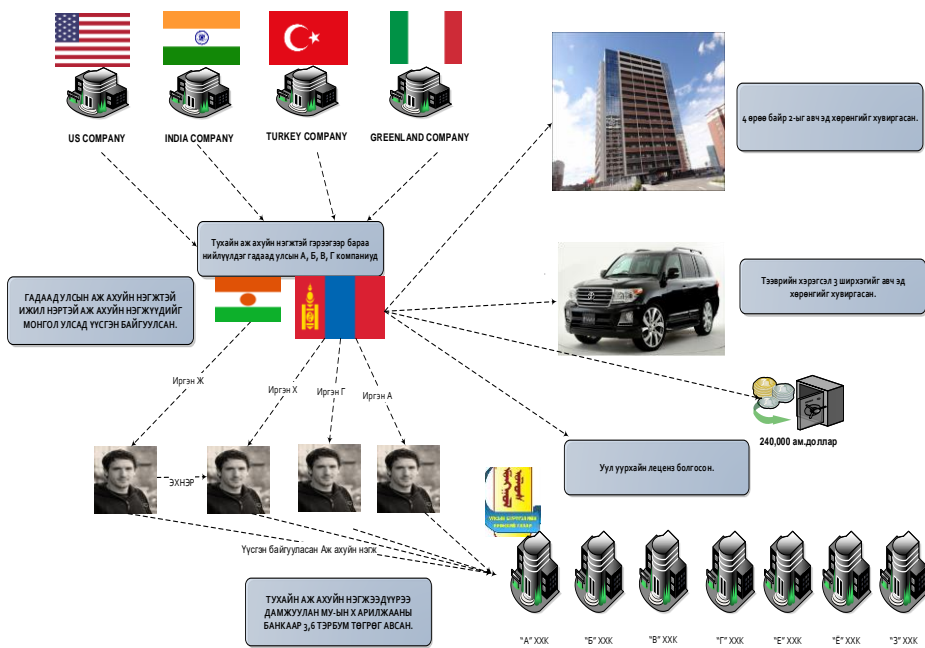 US COMPANY
INDIA COMPANY
TURKEY COMPANY
GREENLAND COMPANY
4 өрөө байр 2-ыг авч эд хөрөнгийг хувиргасан.
Тухайн аж ахуйн нэгжтэй гэрээгээр бараа
нийлүүлдэг гадаад улсын А, Б, В, Г компаниуд
ГАДААД УЛСЫН АЖ АХУЙН НЭГЖТЭЙ
ИЖИЛ НЭРТЭЙ АЖ АХУЙН НЭГЖҮҮДИЙГ
МОНГОЛ УЛСАД ҮҮСГЭН БАЙГУУЛСАН.
Тээврийн хэрэгсэл 3 ширхэгийг авч эд
хөрөнгийг хувиргасан.
Иргэн Ж
Иргэн Х
Иргэн Г
Иргэн А
240,000 ам.доллар
Уул уурхайн леценз болгосон.
ЭХНЭР
Үүсгэн байгууласан Аж ахуйн нэгж
ТУХАЙН АЖ АХУЙН НЭГЖЭЭДҮҮРЭЭ
ДАМЖУУЛАН МУ-ЫН Х АРИЛЖААНЫ
БАНКААР 3,6 ТЭРБУМ ТӨГРӨГ АВСАН.
"А" ХХК
"Б" ХХК
"В" ХХК
"Г" ХХК
"Е" ХХК
"Ё" ХХК
"З" ХХК